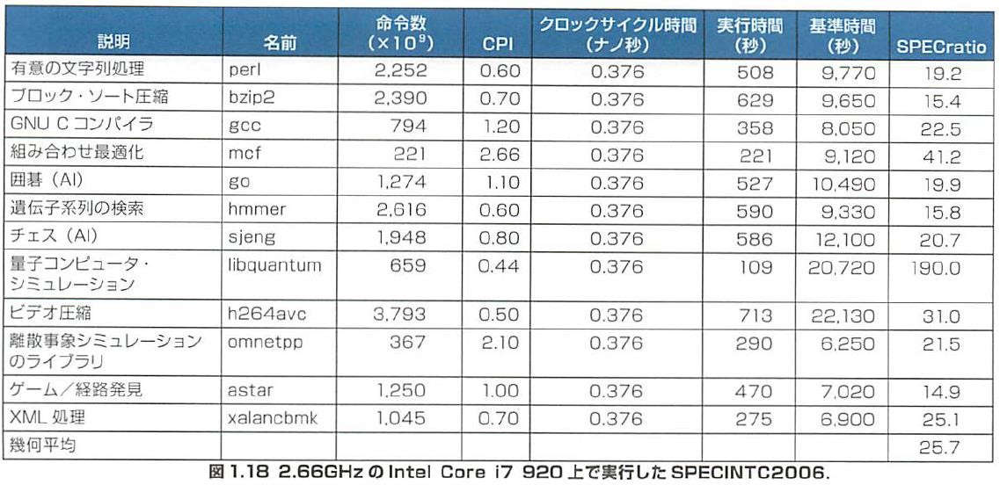 説明 名前 命令数(×10⁹) CPI クロックサイクル時間(ナノ秒) 実行時間(秒) 基準時間(秒) SPECratio
有意の文字列処理 perl 2,252 0.60 0.376 508 9,770 19.2
ブロック・ソート圧縮 bzip2 2,390 0.70 0.376 629 9,650 15.4
GNU C コンパイラ gcc 794 1.20 0.376 358 8,050 22.5
組み合わせ最適化 mcf 221 2.66 0.376 221 9,120 41.2
囲碁（AI） go 1,274 1.10 0.376 527 10,490 19.9
遺伝子系列の検索 hmmer 2,616 0.60 0.376 590 9,330 15.8
チェス（AI） sjeng 1,948 0.80 0.376 586 12,100 20.7
量子コンピュータ・
シミュレーション libquantum 659 0.44 0.376 109 20,720 190.0
ビデオ圧縮 h264avc 3,793 0.50 0.376 713 22,130 31.0
離散事象シミュレーション
のライブラリ omnetpp 367 2.10 0.376 290 6,250 21.5
ゲーム／経路発見 astar 1,250 1.00 0.376 470 7,020 14.9
XML 処理 xalancbmk 1,045 0.70 0.376 275 6,900 25.1
幾何平均 25.7
図1.18 2.66GHz の Intel Core i7 920 上で実行した SPECINTC2006.